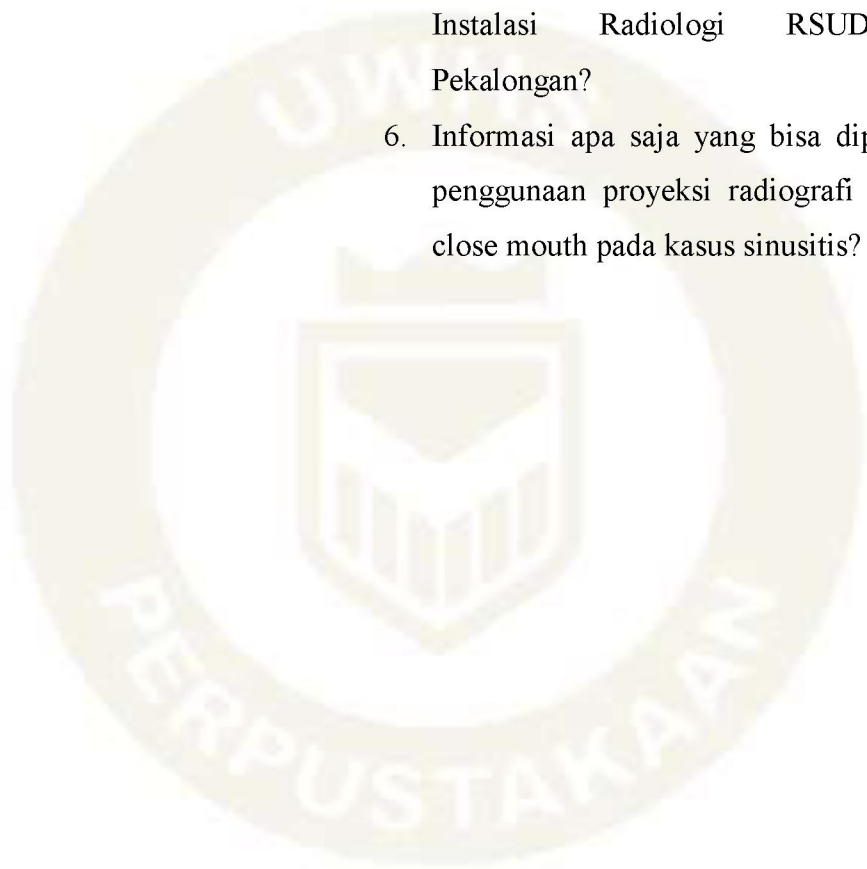 Instalasi Radiologi RSUD
Pekalongan?
6. Informasi apa saja yang bisa
penggunaan proyeksi radiografi
close mouth pada kasus sinusitis?
UWHS
PERPUSTAKAAN